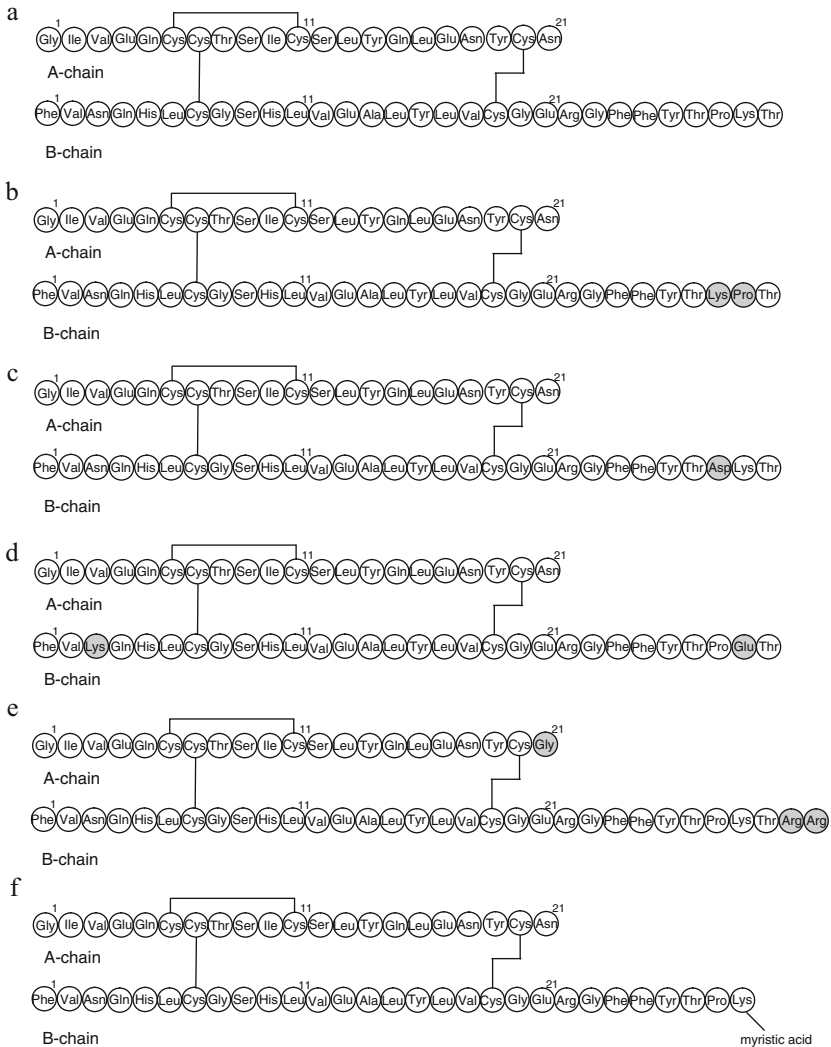 a
1 11 21
Gly Ile Val Glu Gln Cys Cys Thr Ser Ile Cys Ser Leu Tyr Gln Leu Glu Asn Tyr Cys Asn
A-chain
1 11 21
Phe Val Asn Gln His Leu Cys Gly Ser His Leu Val Glu Ala Leu Tyr Leu Val Cys Gly Glu Arg Gly Phe Phe Tyr Thr Pro Lys Thr
B-chain
b
1 11 21
Gly Ile Val Glu Gln Cys Cys Thr Ser Ile Cys Ser Leu Tyr Gln Leu Glu Asn Tyr Cys Asn
A-chain
1 11 21
Phe Val Asn Gln His Leu Cys Gly Ser His Leu Val Glu Ala Leu Tyr Leu Val Cys Gly Glu Arg Gly Phe Phe Tyr Thr Lys Pro Thr
B-chain
c
1 11 21
Gly Ile Val Glu Gln Cys Cys Thr Ser Ile Cys Ser Leu Tyr Gln Leu Glu Asn Tyr Cys Asn
A-chain
1 11 21
Phe Val Asn Gln His Leu Cys Gly Ser His Leu Val Glu Ala Leu Tyr Leu Val Cys Gly Glu Arg Gly Phe Phe Tyr Thr Asp Lys Thr
B-chain
d
1 11 21
Gly Ile Val Glu Gln Cys Cys Thr Ser Ile Cys Ser Leu Tyr Gln Leu Glu Asn Tyr Cys Asn
A-chain
1 11 21
Phe Val Lys Gln His Leu Cys Gly Ser His Leu Val Glu Ala Leu Tyr Leu Val Cys Gly Glu Arg Gly Phe Phe Tyr Thr Pro Glu Thr
B-chain
e
1 11 21
Gly Ile Val Glu Gln Cys Cys Thr Ser Ile Cys Ser Leu Tyr Gln Leu Glu Asn Tyr Cys Gly
A-chain
1 11 21
Phe Val Asn Gln His Leu Cys Gly Ser His Leu Val Glu Ala Leu Tyr Leu Val Cys Gly Glu Arg Gly Phe Phe Tyr Thr Pro Lys Thr Arg Arg
B-chain
f
1 11 21
Gly Ile Val Glu Gln Cys Cys Thr Ser Ile Cys Ser Leu Tyr Gln Leu Glu Asn Tyr Cys Asn
A-chain
1 11 21
Phe Val Asn Gln His Leu Cys Gly Ser His Leu Val Glu Ala Leu Tyr Leu Val Cys Gly Glu Arg Gly Phe Phe Tyr Thr Pro Lys
B-chain
myristic acid